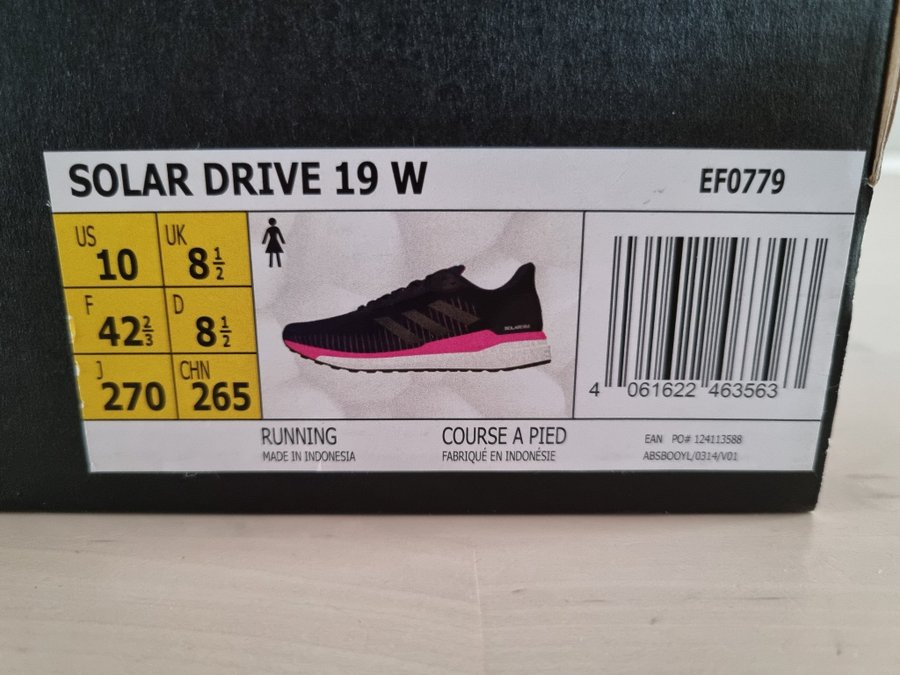 SOLAR DRIVE 19 W
EF0779
US 10
UK 8 1/2
F 42 2/3
D 8 1/2
J 270
CHN 265
4 061622 463563
RUNNING
MADE IN INDONESIA
COURSE A PIED
FABRIQUÉ EN INDONÉSIE
EAN PO# 124113588
ABSBOOYL/0314/V01